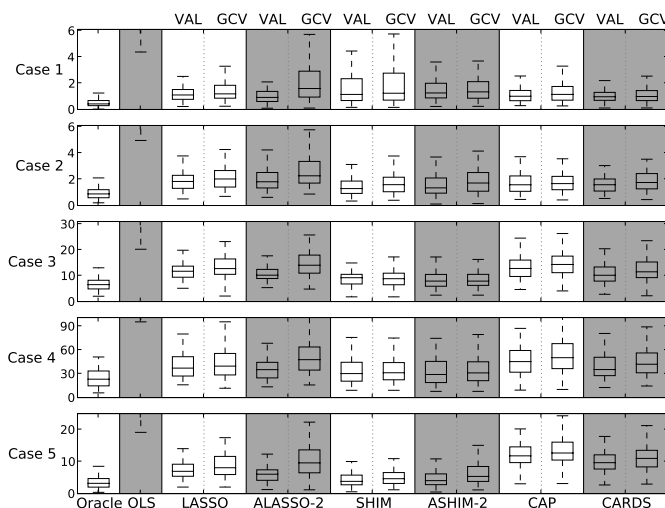 VAL GCV VAL GCV VAL GCV VAL GCV VAL GCV VAL GCV
Case 1
6
4
2
0
Case 2
6
4
2
0
Case 3
30
20
10
0
Case 4
90
60
30
0
Case 5
20
10
0
Oracle OLS LASSO ALASSO-2 SHIM ASHIM-2 CAP CARDS